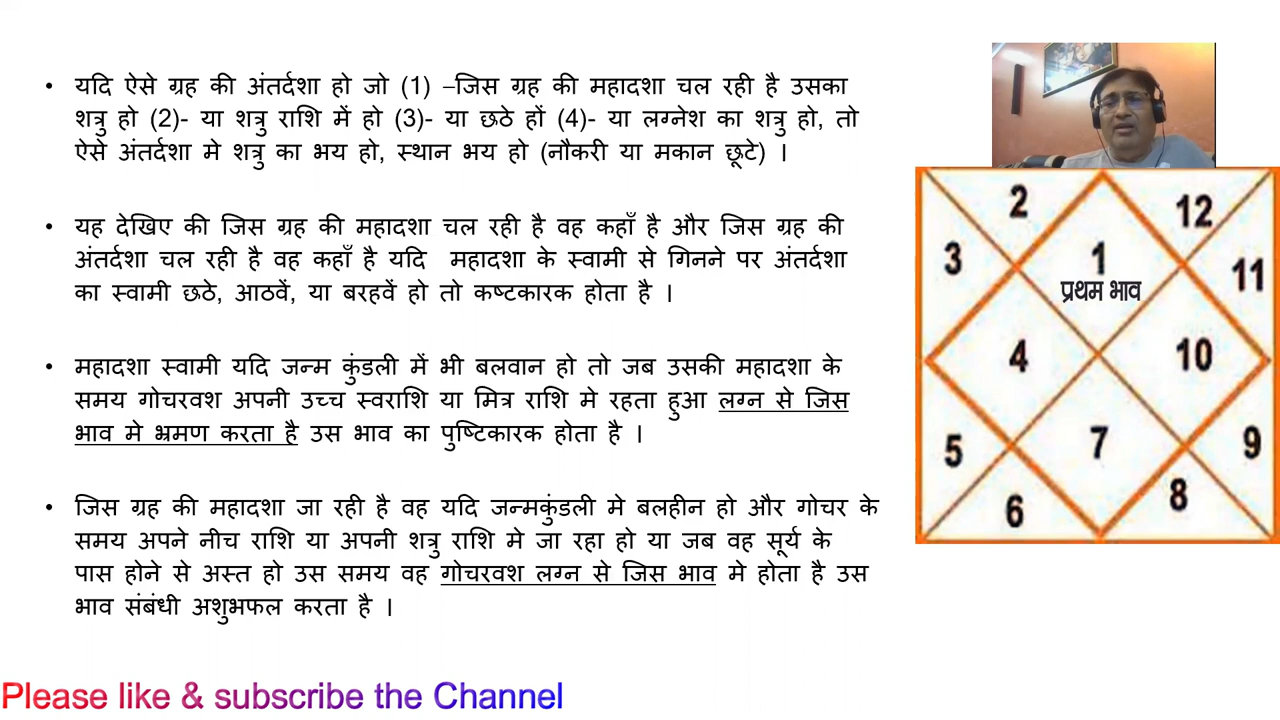 • यदि ऐसे ग्रह की अंतर्दशा हो जो (1) –जिस ग्रह की महादशा चल रही है उसका
शत्रु हो (2)- या शत्रु राशि में हो (3)- या छठे हों (4)- या लग्नेश का शत्रु हो, तो
ऐसे अंतर्दशा मे शत्रु का भय हो, स्थान भय हो (नौकरी या मकान छूटे) ।
• यह देखिए की जिस ग्रह की महादशा चल रही है वह कहाँ है और जिस ग्रह की
अंतर्दशा चल रही है वह कहाँ है यदि महादशा के स्वामी से गिनने पर अंतर्दशा
का स्वामी छठे, आठवें, या बरहवें हो तो कष्टकारक होता है ।
• महादशा स्वामी यदि जन्म कुंडली में भी बलवान हो तो जब उसकी महादशा के
समय गोचरवश अपनी उच्च स्वराशि या मित्र राशि मे रहता हुआ लग्न से जिस
भाव मे भ्रमण करता है उस भाव का पुष्टिकारक होता है ।
• जिस ग्रह की महादशा जा रही है वह यदि जन्मकुंडली मे बलहीन हो और गोचर के
समय अपने नीच राशि या अपनी शत्रु राशि मे जा रहा हो या जब वह सूर्य के
पास होने से अस्त हो उस समय वह गोचरवश लग्न से जिस भाव मे होता है उस
भाव संबंधी अशुभफल करता है ।
2
12
3
1
11
प्रथम भाव
4
10
5
7
9
6
8
Please like & subscribe the Channel